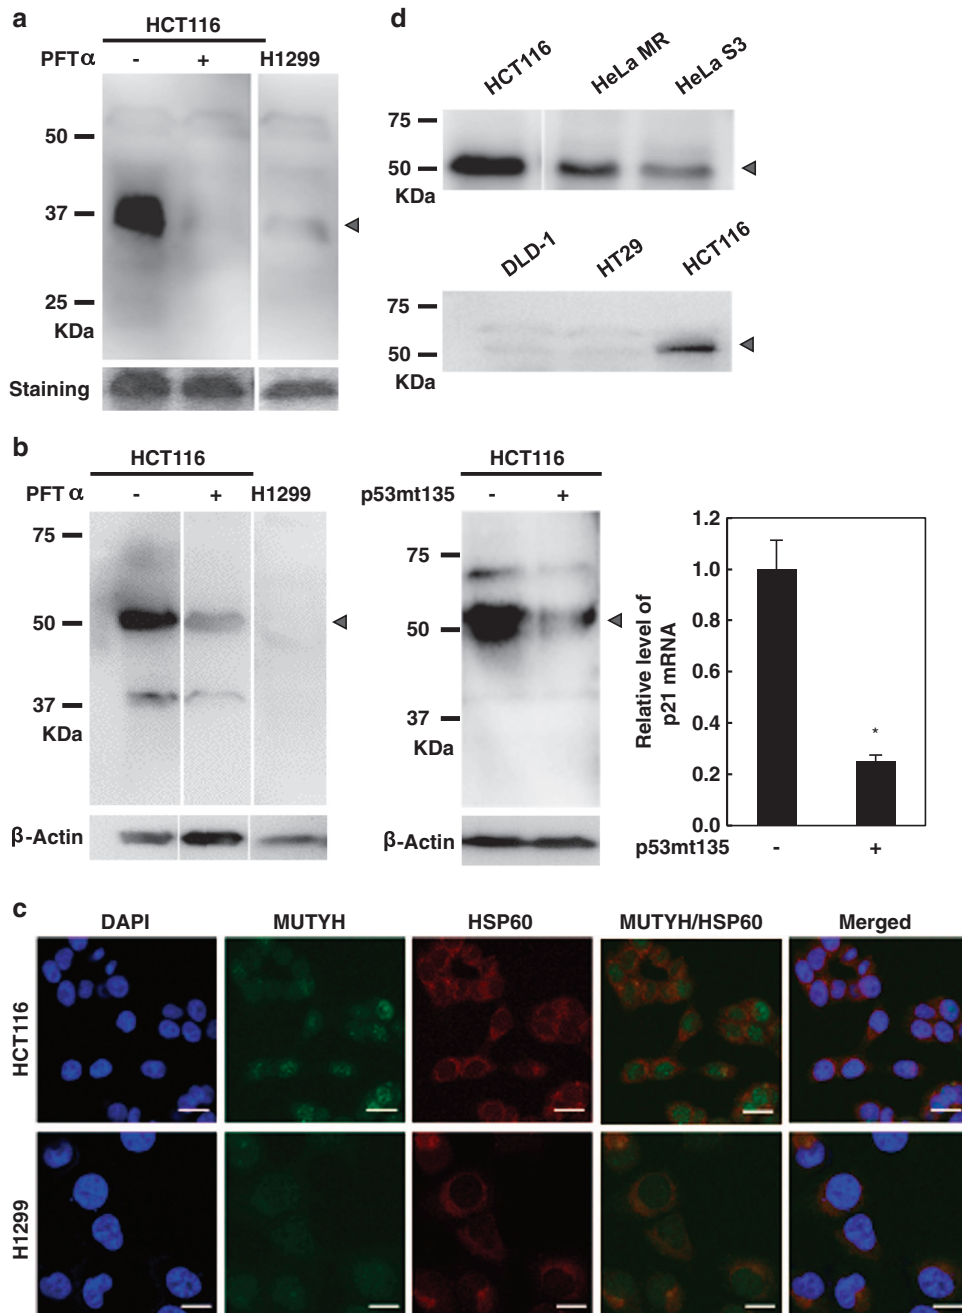 a
HCT116
PFTα - + H1299
50
37
25
KDa
Staining
d
HCT116 HeLa MR HeLa S3
75
50
KDa
DLD-1 HT29 HCT116
75
50
KDa
b
HCT116
PFT α - + H1299
75
50
37
KDa
β-Actin
HCT116
p53mt135 - +
75
50
37
KDa
β-Actin
Relative level of
p21 mRNA
1.2
1.0
0.8
0.6
0.4
0.2
0.0
*
p53mt135 - +
c
DAPI MUTYH HSP60 MUTYH/HSP60 Merged
HCT116
H1299